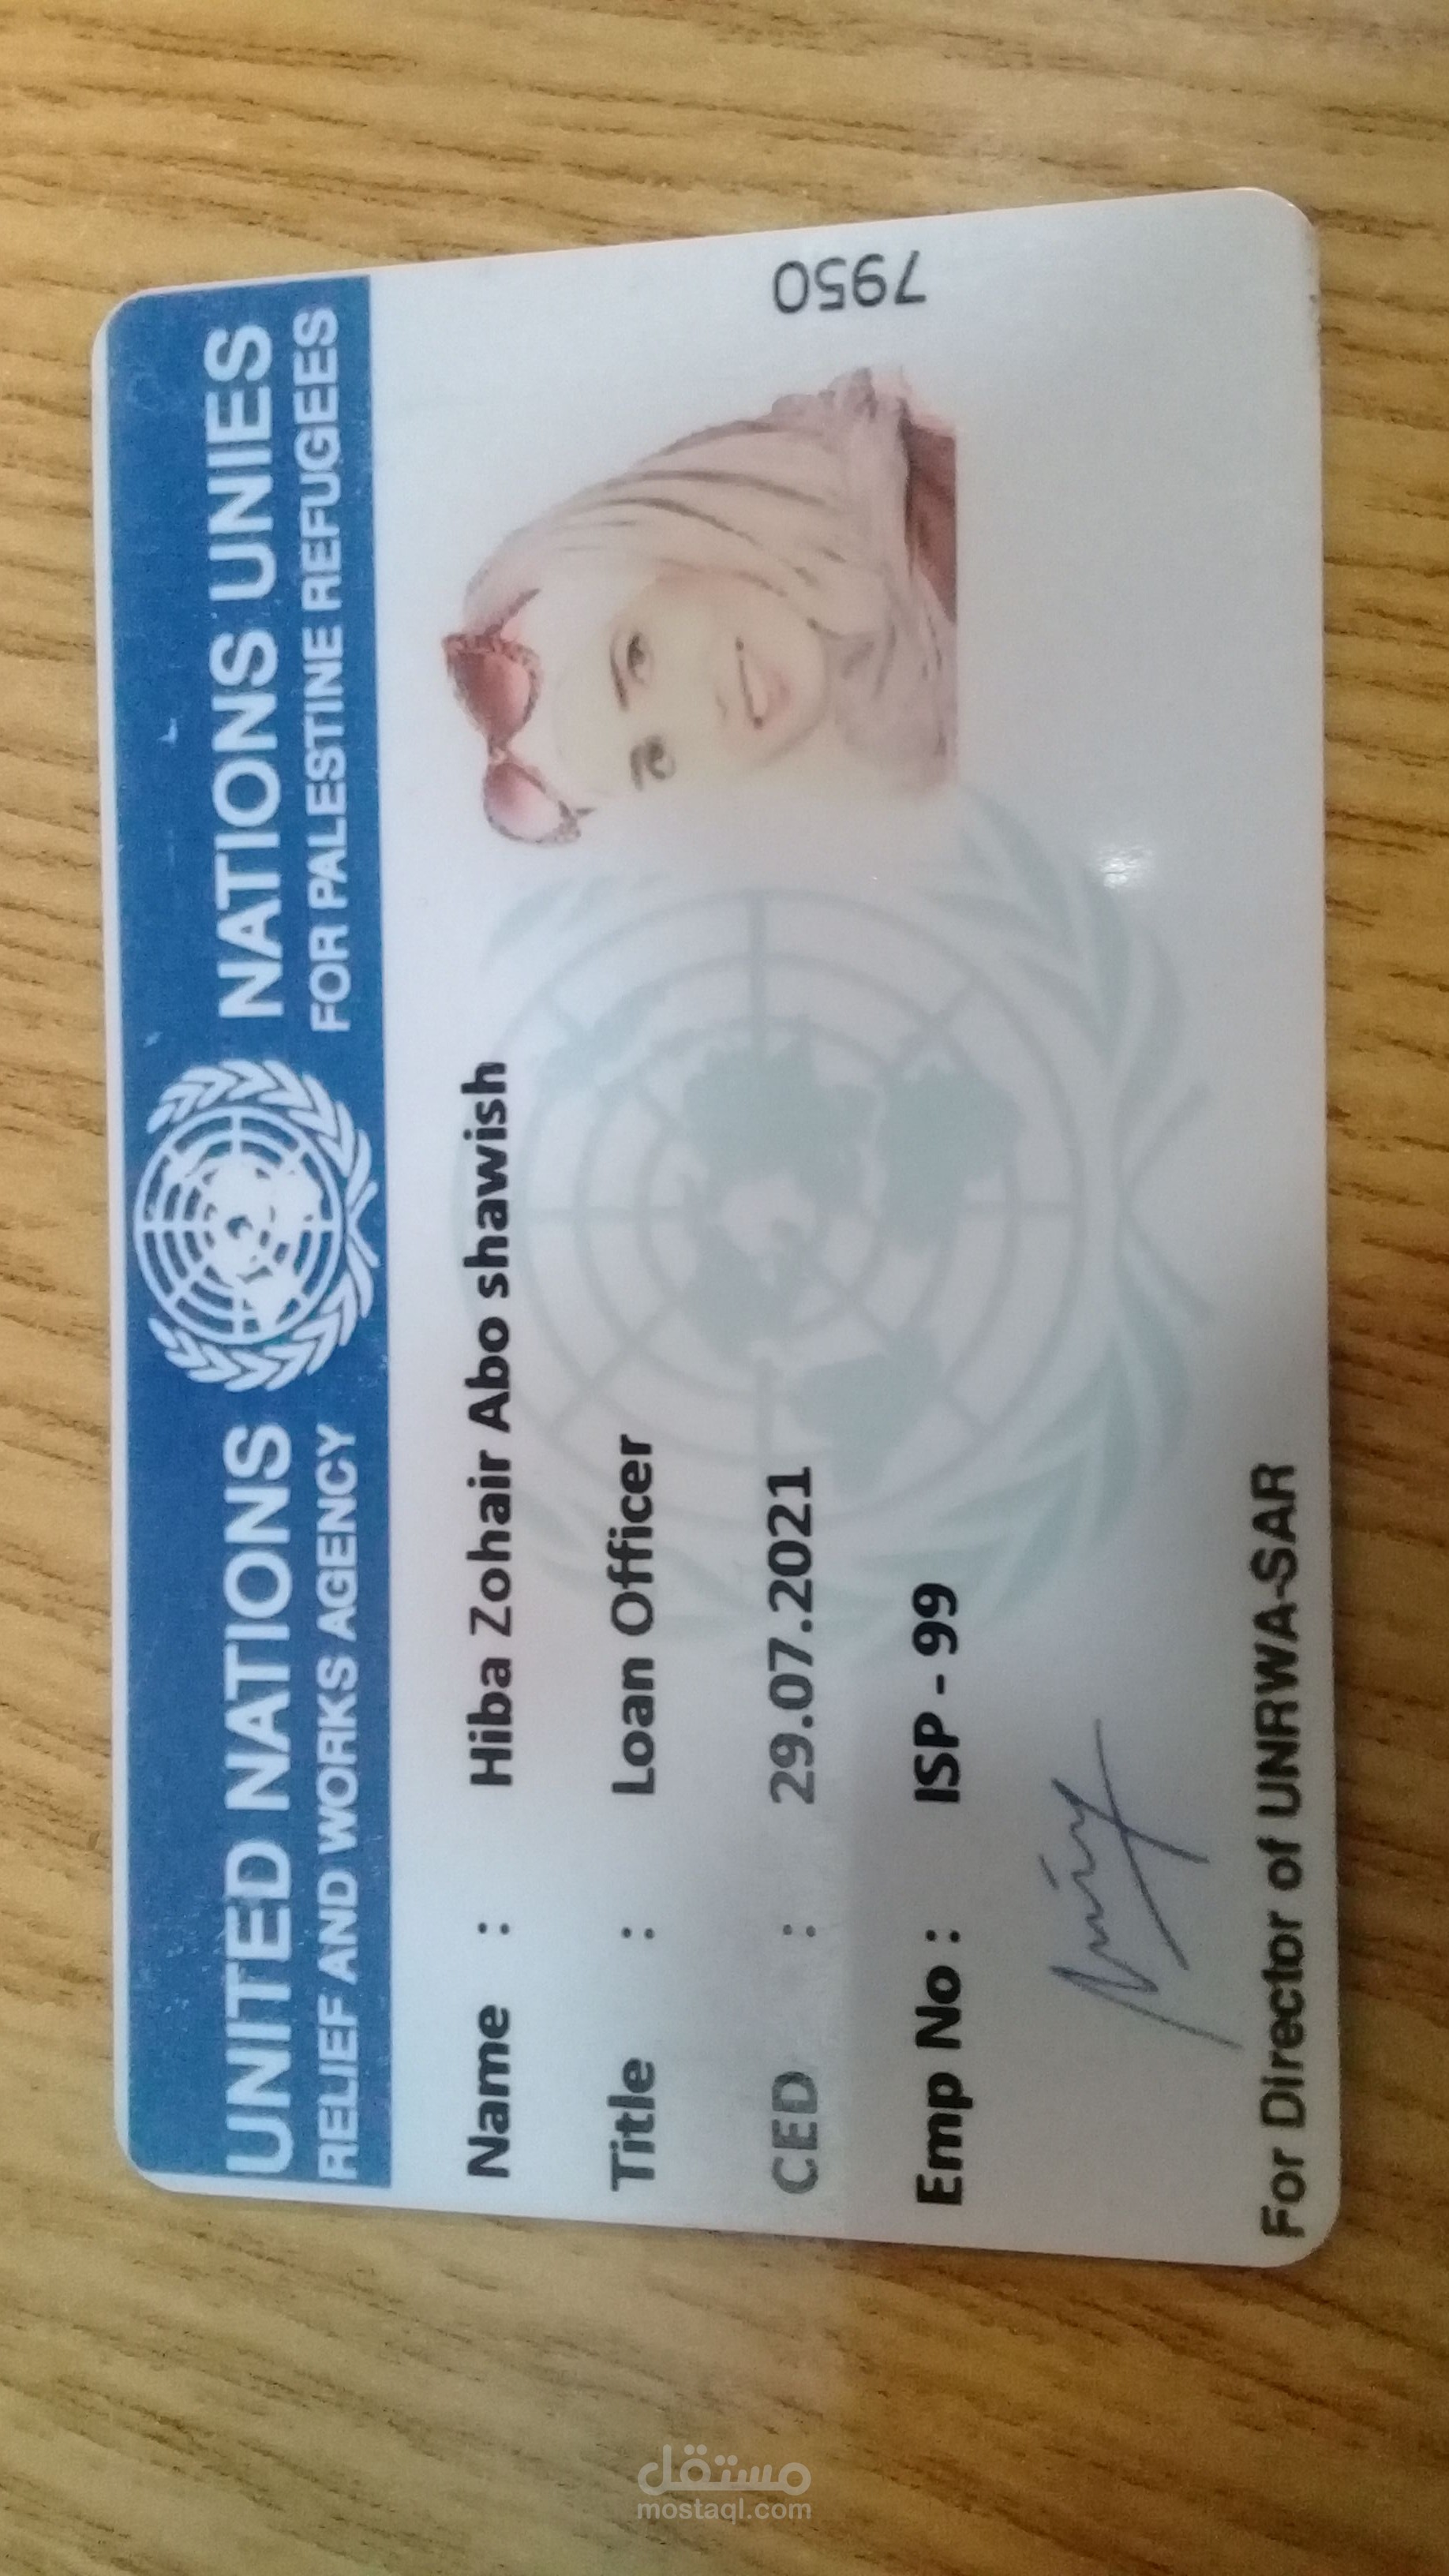 UNITED NATIONS NATIONS UNIES
RELIEF AND WORKS AGENCY FOR PALESTINE REFUGEES
Name : Hiba Zohair Abo shawish
Title : Loan Officer
CED : 29.07.2021
Emp No : ISP - 99
For Director of UNRWA-SAR
7950
مستقل
mostaql.com